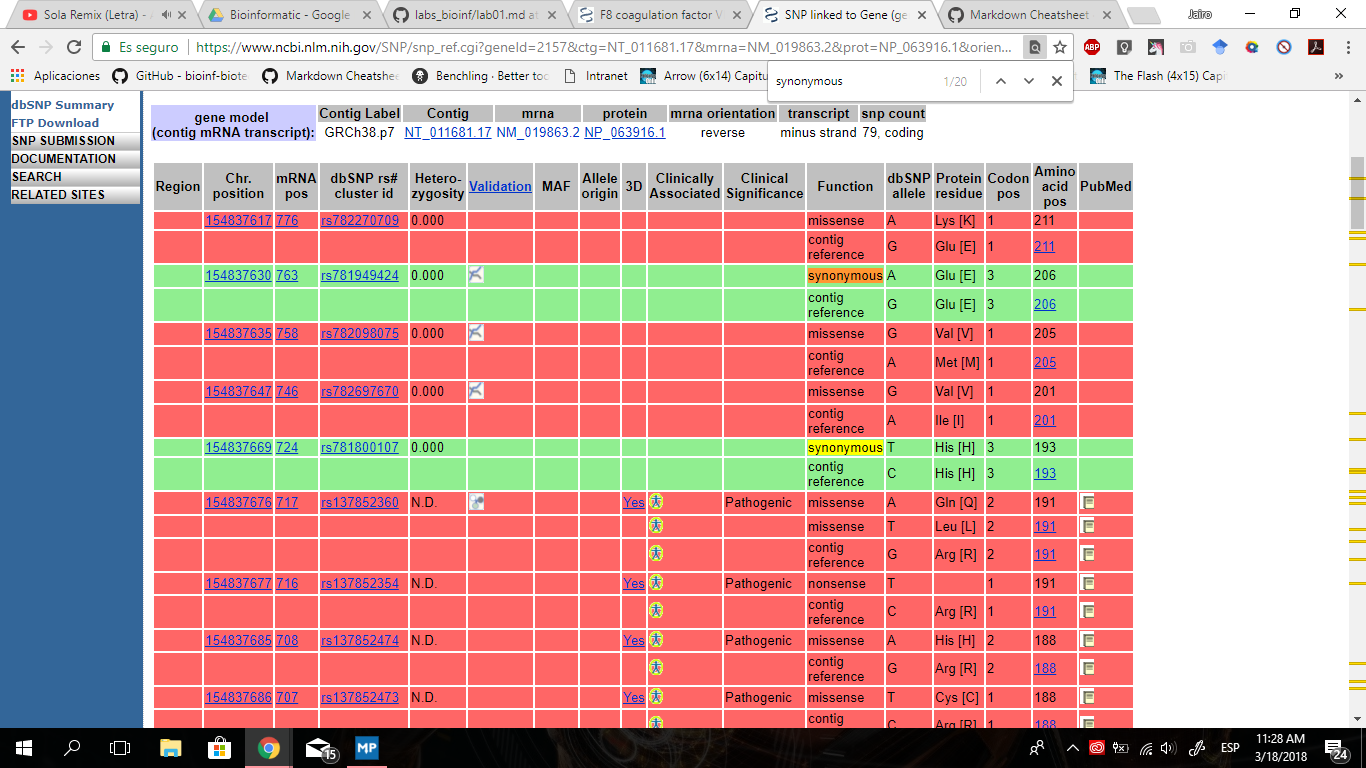 Sola Remix (Letra) -
Bioinformatic - Google
labs_bioinf/lab01.md at
F8 coagulation factor V
SNP linked to Gene (ge
Markdown Cheatsheet
Jairo
Es seguro
https://www.ncbi.nlm.nih.gov/SNP/snp_ref.cgi?geneId=2157&ctg=NT_011681.17&mrna=NM_019863.2&prot=NP_063916.1&orien...
ABP
Aplicaciones
GitHub - bioinf-biote
Markdown Cheatshe
Benchling · Better to
Intranet
Arrow (6x14) Capitu
The Flash (4x15) Capi
»
synonymous 1/20
dbSNP Summary
FTP Download
SNP SUBMISSION
DOCUMENTATION
SEARCH
RELATED SITES
gene model
(contig mRNA transcript):
Contig Label Contig mrna protein mrna orientation transcript snp count
GRCh38.p7 NT_011681.17 NM_019863.2 NP_063916.1 reverse minus strand 79, coding
Region
Chr.
position
mRNA
pos
dbSNP rs#
cluster id
Hetero-
zygosity
Validation
MAF
Allele
origin
3D
Clinically
Associated
Clinical
Significance
Function
dbSNP
allele
Protein
residue
Codon
pos
Amino
acid
pos
PubMed
154837617 776 rs782270709 0.000 missense A Lys [K] 1 211
contig
reference G Glu [E] 1 211
154837630 763 rs781949424 0.000 synonymous A Glu [E] 3 206
contig
reference G Glu [E] 3 206
154837635 758 rs782098075 0.000 missense G Val [V] 1 205
contig
reference A Met [M] 1 205
154837647 746 rs782697670 0.000 missense G Val [V] 1 201
contig
reference A Ile [I] 1 201
154837669 724 rs781800107 0.000 synonymous T His [H] 3 193
contig
reference C His [H] 3 193
154837676 717 rs137852360 N.D. Yes Pathogenic missense A Gln [Q] 2 191
missense T Leu [L] 2 191
contig
reference G Arg [R] 2 191
154837677 716 rs137852354 N.D. Yes Pathogenic nonsense T 1 191
contig
reference C Arg [R] 1 191
154837685 708 rs137852474 N.D. Yes Pathogenic missense A His [H] 2 188
contig
reference G Arg [R] 2 188
154837686 707 rs137852473 N.D. Yes Pathogenic missense T Cys [C] 1 188
contig
C Arg [R] 1 188
15
MP
ESP
11:28 AM
3/18/2018
24